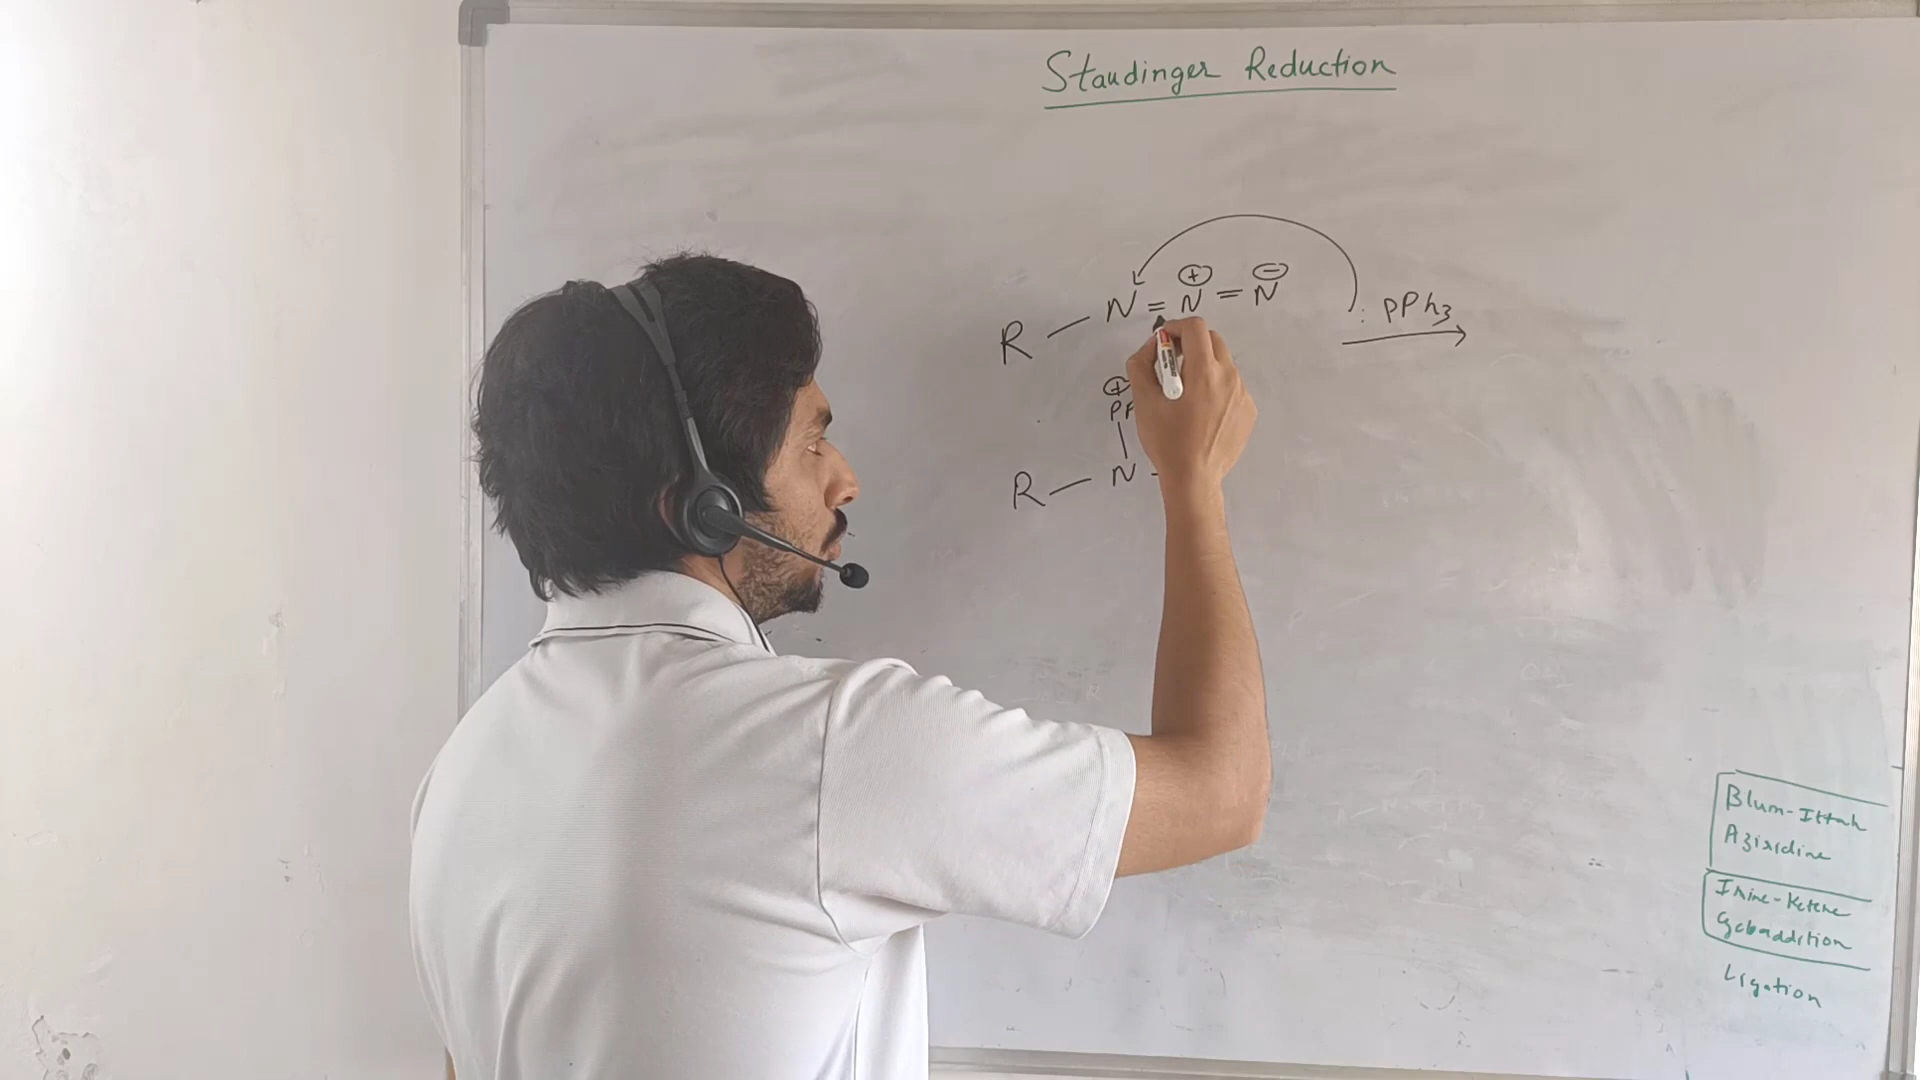 Staudinger Reduction
R — N = N⊕ = N⊖ : PPh3
⊕
P
R — N -
Blum-Ittah
Aziridine
Imine-Ketene
Cycloaddition
Ligation